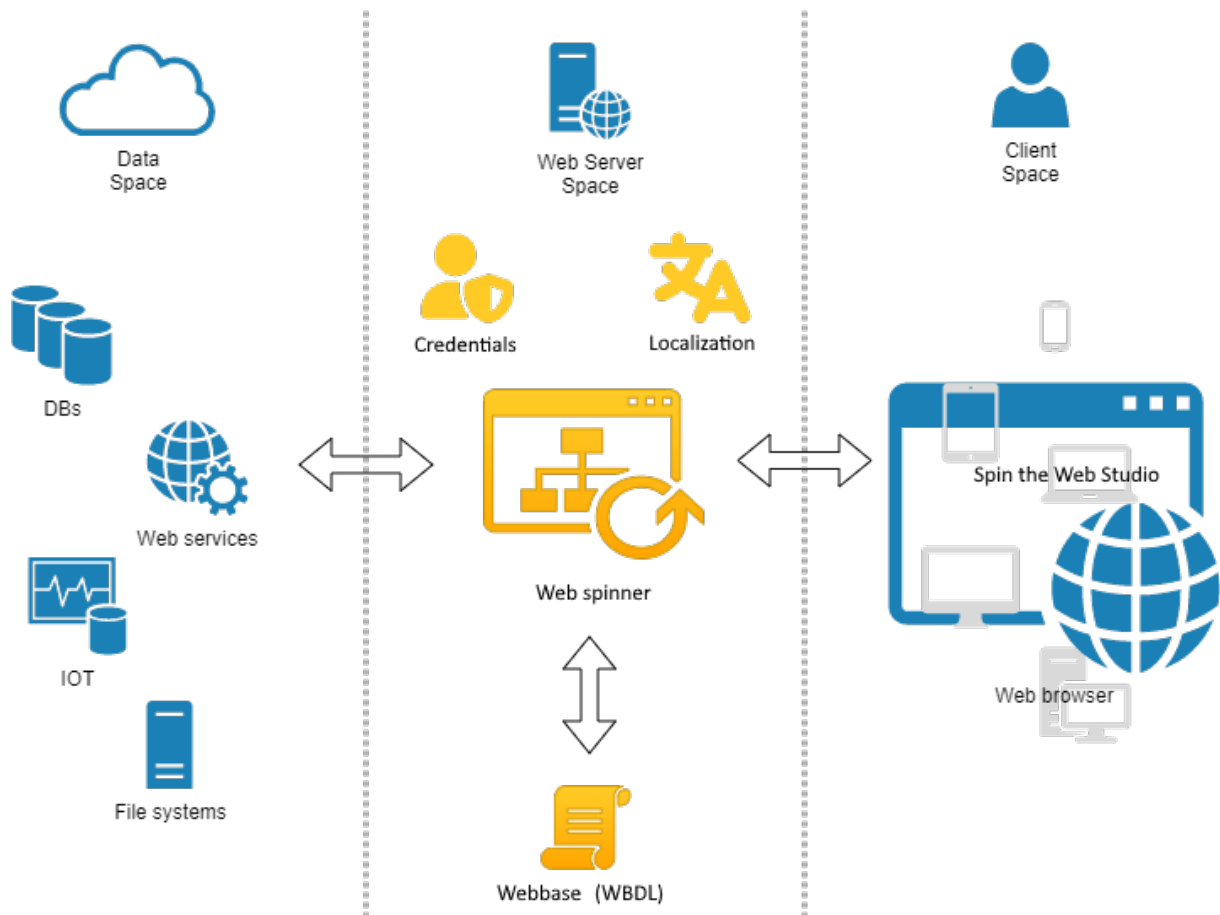 Data
Space
Web Server
Space
Client
Space
Credentials
Localization
DBs
Web services
IOT
File systems
Web spinner
Webbase (WBDL)
Spin the Web Studio
Web browser